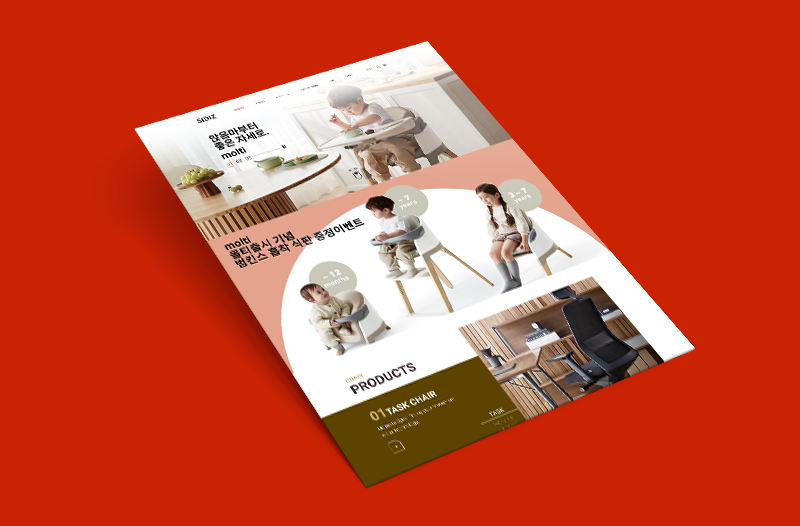 SIDIZ
앉음마부터
좋은 자세로.
molti
~ 7
years
3 ~ 7
years
molti
몰티출시 기념
범킨스 흡착 식판 증정이벤트
~ 12
months
CHAIR
PRODUCTS
01 TASK CHAIR
TASK